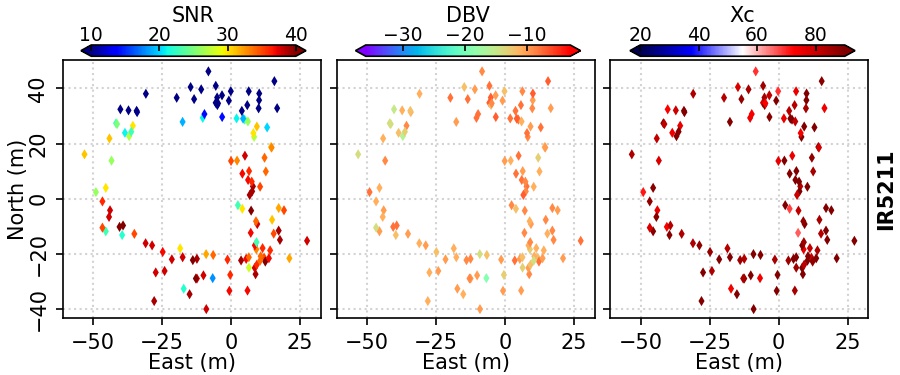 SNR DBV Xc
10 20 30 40 −30 −20 −10 20 40 60 80
40
20
0
−20
−40
North (m)
−50 −25 0 25 −50 −25 0 25 −50 −25 0 25
East (m) East (m) East (m)
IR5211